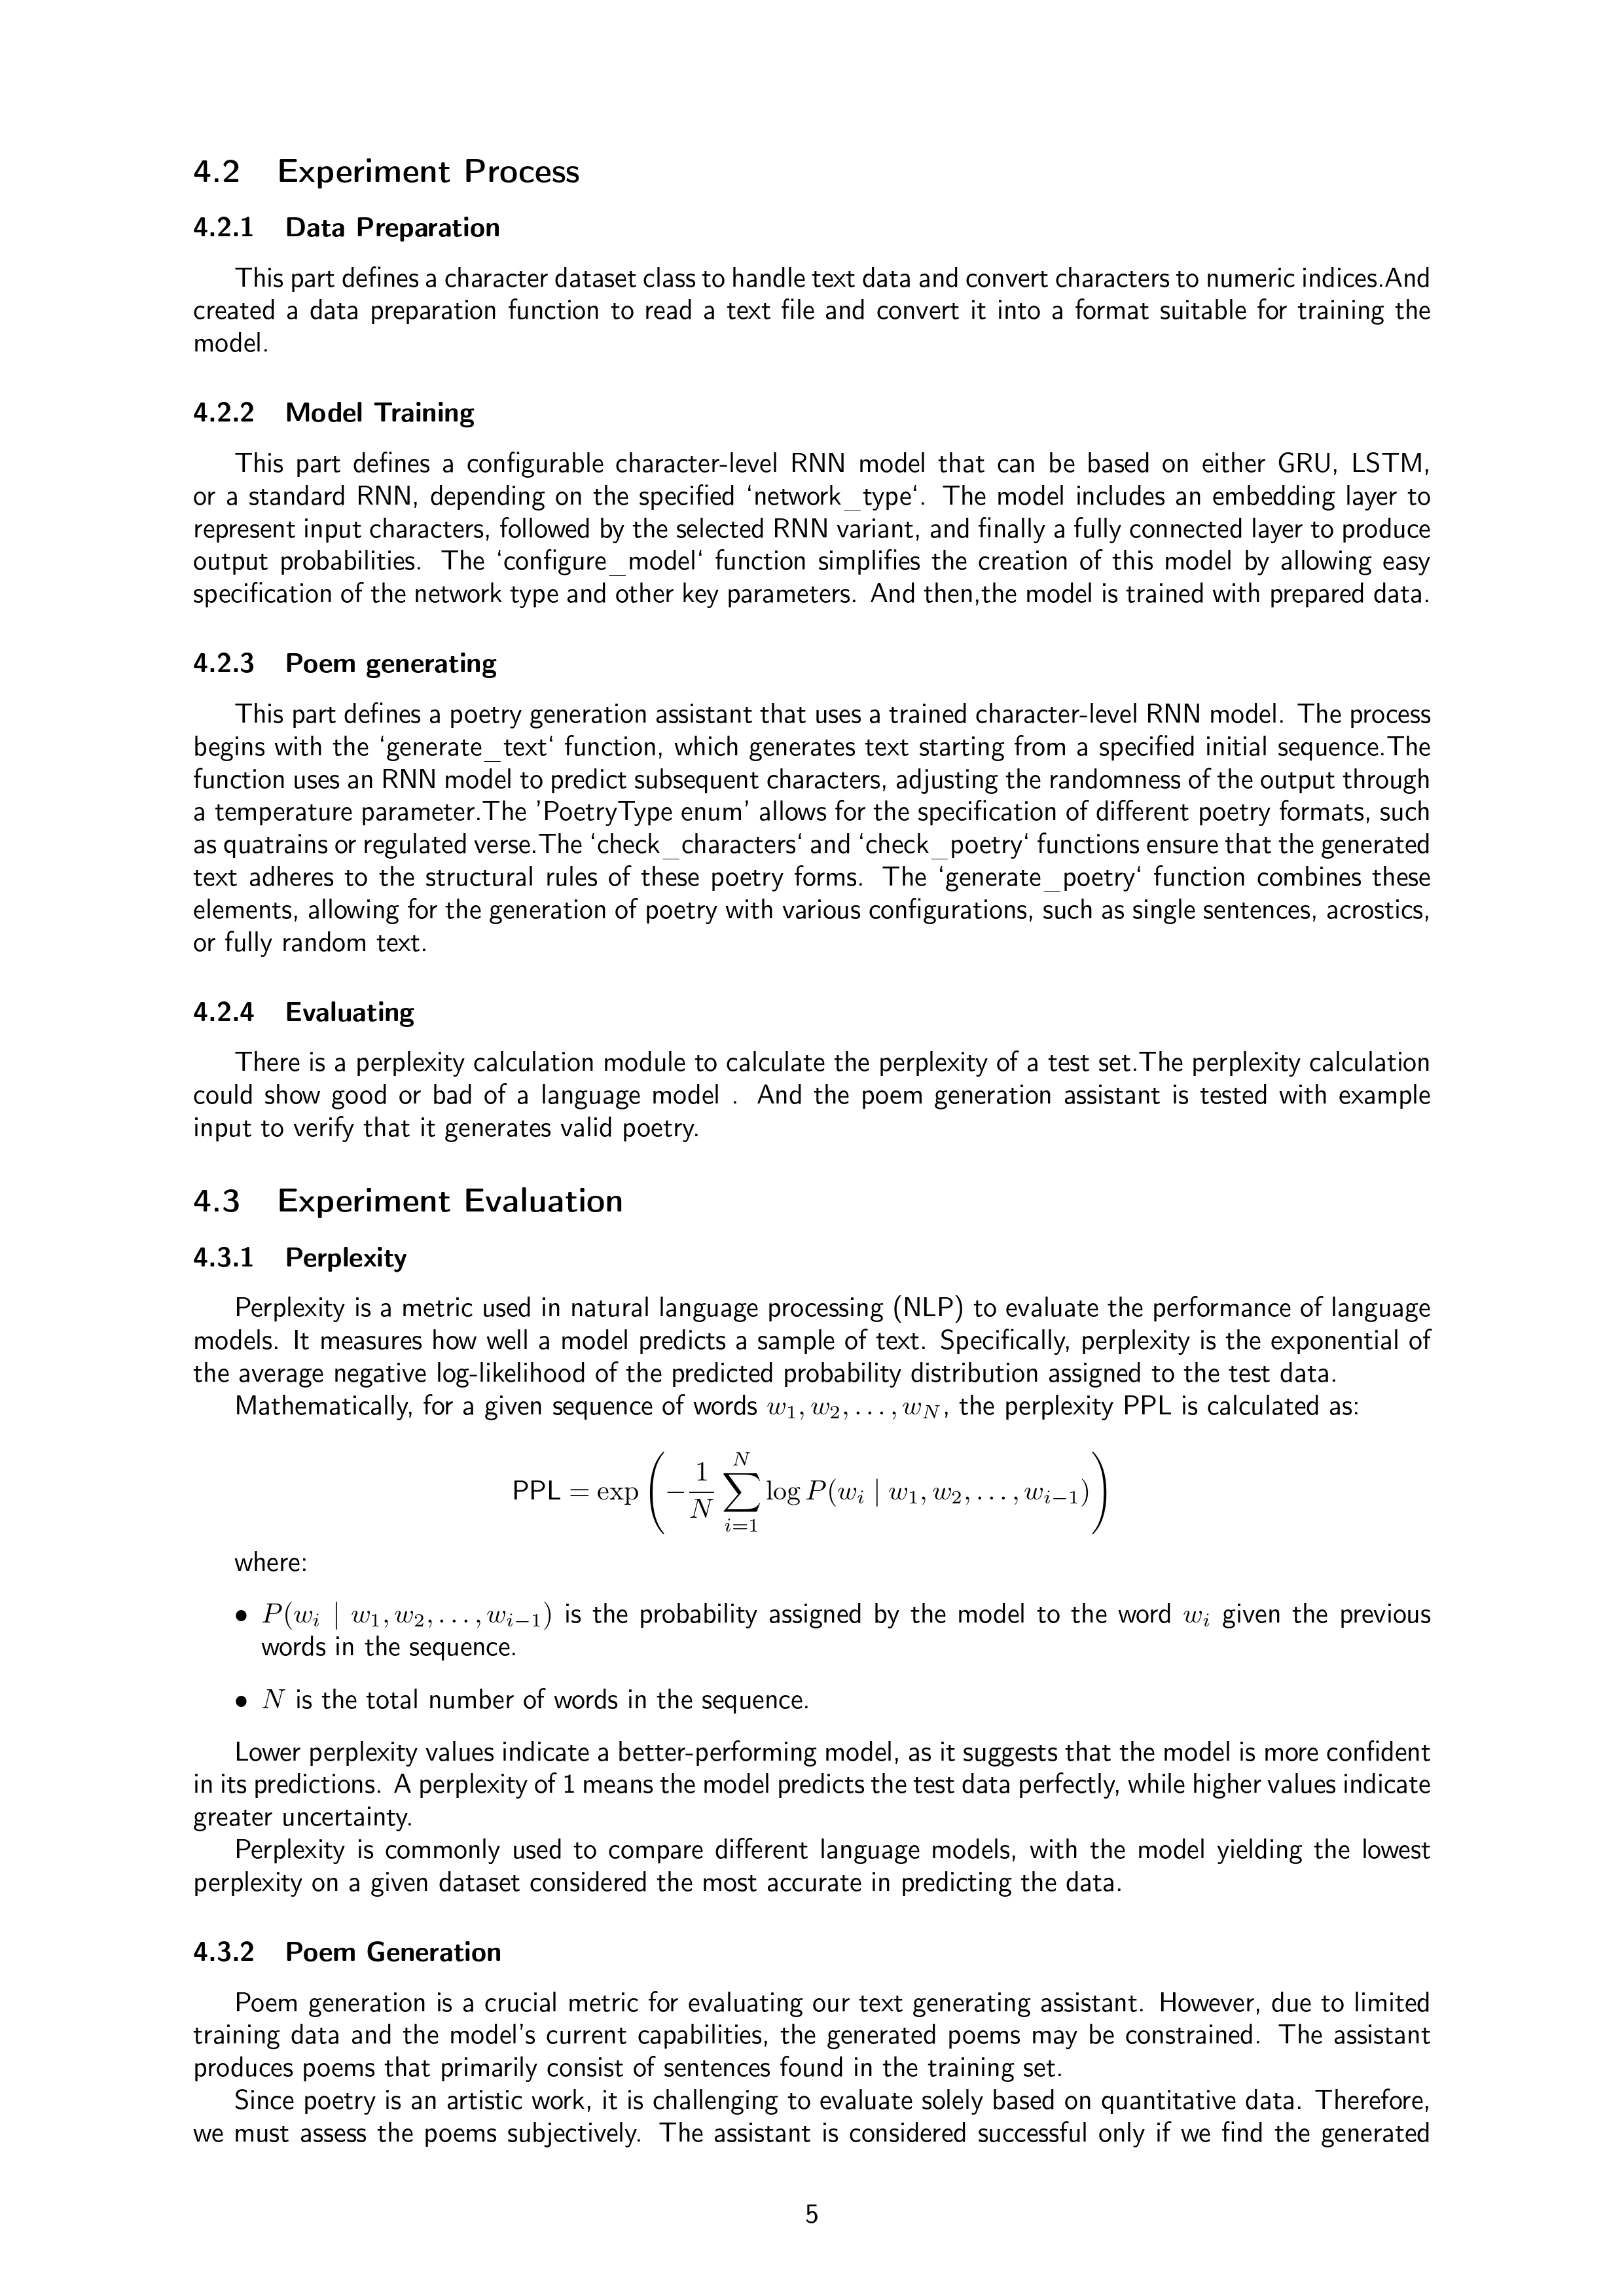 4.2 Experiment Process
4.2.1 Data Preparation
This part defines a character dataset class to handle text data and convert characters to numeric indices.And
created a data preparation function to read a text file and convert it into a format suitable for training the
model.
4.2.2 Model Training
This part defines a configurable character-level RNN model that can be based on either GRU, LSTM,
or a standard RNN, depending on the specified ‘network_type‘. The model includes an embedding layer to
represent input characters, followed by the selected RNN variant, and finally a fully connected layer to produce
output probabilities. The ‘configure_model‘ function simplifies the creation of this model by allowing easy
specification of the network type and other key parameters. And then,the model is trained with prepared data.
4.2.3 Poem generating
This part defines a poetry generation assistant that uses a trained character-level RNN model. The process
begins with the ‘generate_text‘ function, which generates text starting from a specified initial sequence.The
function uses an RNN model to predict subsequent characters, adjusting the randomness of the output through
a temperature parameter.The ’PoetryType enum’ allows for the specification of different poetry formats, such
as quatrains or regulated verse.The ‘check_characters‘ and ‘check_poetry‘ functions ensure that the generated
text adheres to the structural rules of these poetry forms. The ‘generate_poetry‘ function combines these
elements, allowing for the generation of poetry with various configurations, such as single sentences, acrostics,
or fully random text.
4.2.4 Evaluating
There is a perplexity calculation module to calculate the perplexity of a test set.The perplexity calculation
could show good or bad of a language model . And the poem generation assistant is tested with example
input to verify that it generates valid poetry.
4.3 Experiment Evaluation
4.3.1 Perplexity
Perplexity is a metric used in natural language processing (NLP) to evaluate the performance of language
models. It measures how well a model predicts a sample of text. Specifically, perplexity is the exponential of
the average negative log-likelihood of the predicted probability distribution assigned to the test data.
Mathematically, for a given sequence of words w₁, w₂, . . . , w_N, the perplexity PPL is calculated as:
PPL = exp ( −1/N ∑_{i=1}^{N} log P(w_i | w₁, w₂, . . . , w_{i−1}) )
where:
• P(w_i | w₁, w₂, . . . , w_{i−1}) is the probability assigned by the model to the word w_i given the previous
words in the sequence.
• N is the total number of words in the sequence.
Lower perplexity values indicate a better-performing model, as it suggests that the model is more confident
in its predictions. A perplexity of 1 means the model predicts the test data perfectly, while higher values indicate
greater uncertainty.
Perplexity is commonly used to compare different language models, with the model yielding the lowest
perplexity on a given dataset considered the most accurate in predicting the data.
4.3.2 Poem Generation
Poem generation is a crucial metric for evaluating our text generating assistant. However, due to limited
training data and the model’s current capabilities, the generated poems may be constrained. The assistant
produces poems that primarily consist of sentences found in the training set.
Since poetry is an artistic work, it is challenging to evaluate solely based on quantitative data. Therefore,
we must assess the poems subjectively. The assistant is considered successful only if we find the generated
5